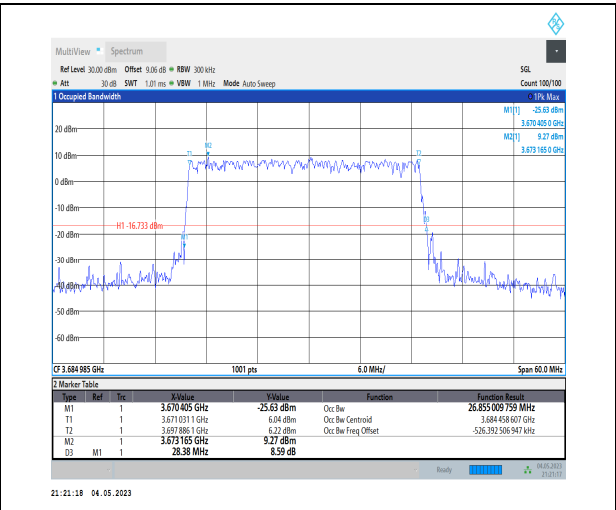 MultiView Spectrum
Ref Level 30.00 dBm Offset 9.06 dB RBW 300 kHz SGL
Att 30 dB SWT 1.01 ms VBW 1 MHz Mode Auto Sweep Count 100/100
1 Occupied Bandwidth 1Pk Max
M1[1] -25.63 dBm
3.670 405 0 GHz
M2[1] 9.27 dBm
3.673 165 0 GHz
20 dBm
M2
T1 T2
10 dBm
0 dBm
-10 dBm
D3
H1 -16.733 dBm
-20 dBm
M1
-30 dBm
-40 dBm
-50 dBm
-60 dBm
CF 3.684 985 GHz 1001 pts 6.0 MHz/ Span 60.0 MHz
2 Marker Table
Type Ref Trc X-Value Y-Value Function Function Result
M1 1 3.670 405 GHz -25.63 dBm Occ Bw 26.855 009 759 MHz
T1 1 3.671 031 1 GHz 6.04 dBm Occ Bw Centroid 3.684 458 607 GHz
T2 1 3.697 886 1 GHz 6.22 dBm Occ Bw Freq Offset -526.392 506 947 kHz
M2 1 3.673 165 GHz 9.27 dBm
D3 M1 1 28.38 MHz 8.59 dB
Ready 04.05.2023
21:21:17
21:21:18 04.05.2023